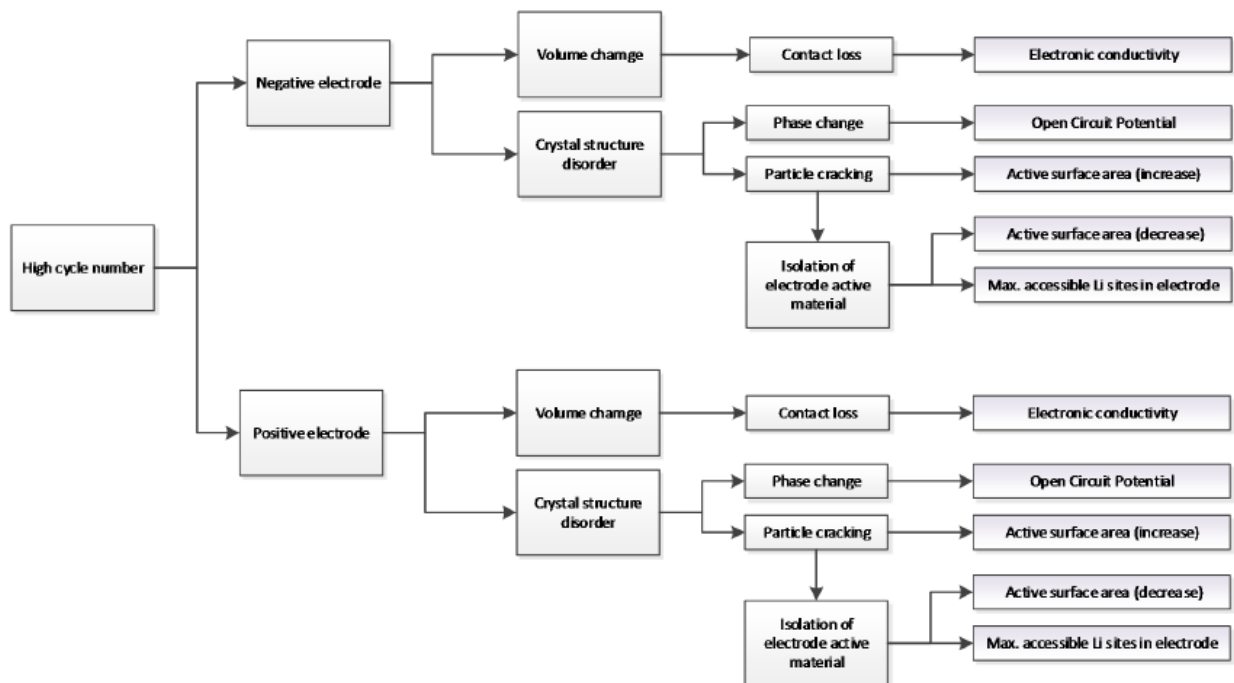 Volume chamge
Contact loss
Electronic conductivity
Negative electrode
Phase change
Open Circuit Potential
Crystal structure
disorder
Particle cracking
Active surface area (increase)
High cycle number
Isolation of
electrode active
material
Active surface area (decrease)
Max. accessible Li sites in electrode
Volume chamge
Contact loss
Electronic conductivity
Positive electrode
Phase change
Open Circuit Potential
Crystal structure
disorder
Particle cracking
Active surface area (increase)
Isolation of
electrode active
material
Active surface area (decrease)
Max. accessible Li sites in electrode